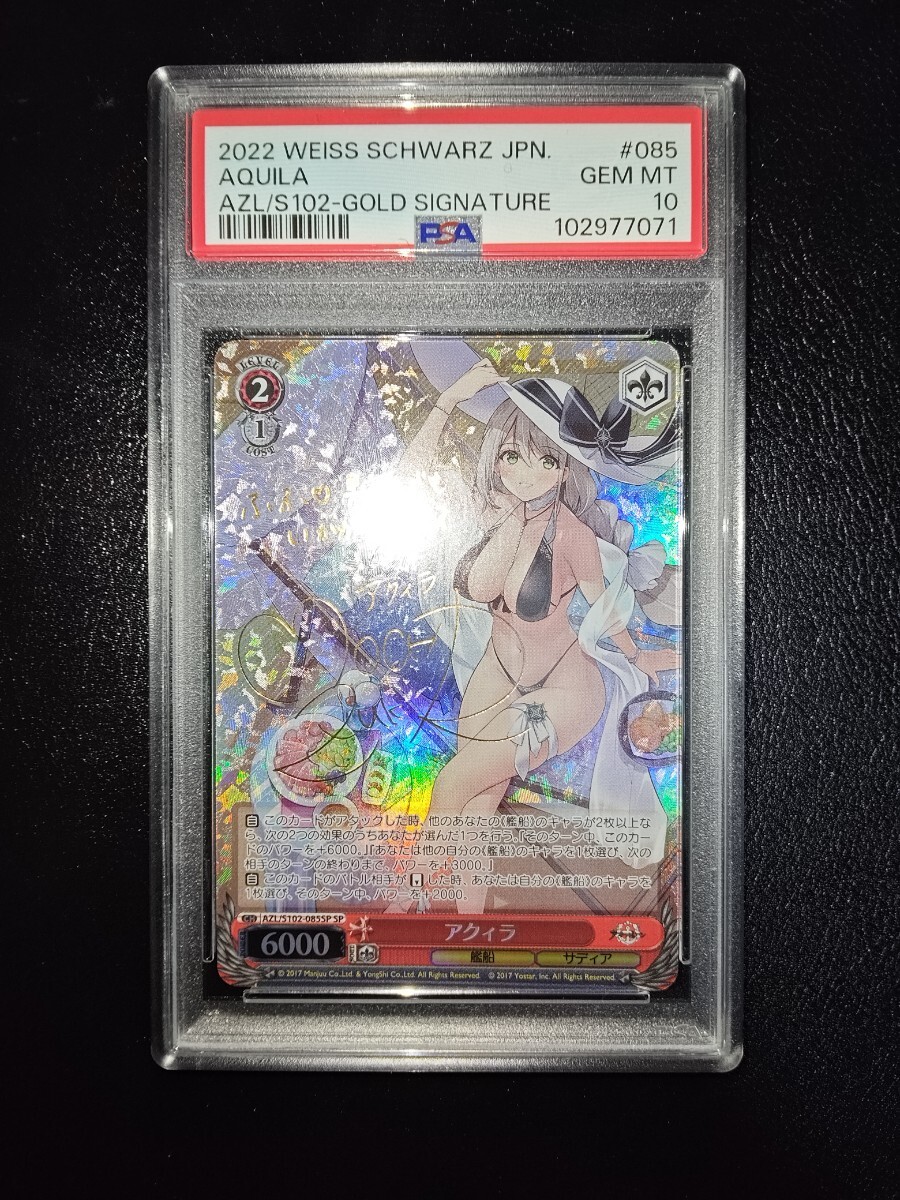 2022 WEISS SCHWARZ JPN. #085
AQUILA GEM MT
AZL/S102-GOLD SIGNATURE 10
PSA 102977071
LEVEL
2
1
COST
アクィラ
自 このカードがアタックした時、他のあなたの《艦船》のキャラが2枚以上な
ら、次の2つの効果のうちあなたが選んだ1つを行う。『そのターン中、このカー
ドのパワーを+6000。』『あなたは他の自分の《艦船》のキャラを1枚選び、次の
相手のターンの終わりまで、パワーを+3000。』
自 このカードのバトル相手が した時、あなたは自分の《艦船》のキャラを
1枚選び、そのターン中、パワーを+2000。
CH AZL/S102-085SP SP
6000 アクィラ
艦船 サディア
© 2017 Manjuu Co.,Ltd. & YongShi Co.,Ltd. All Rights Reserved. © 2017 Yostar, Inc. All Rights Reserved.